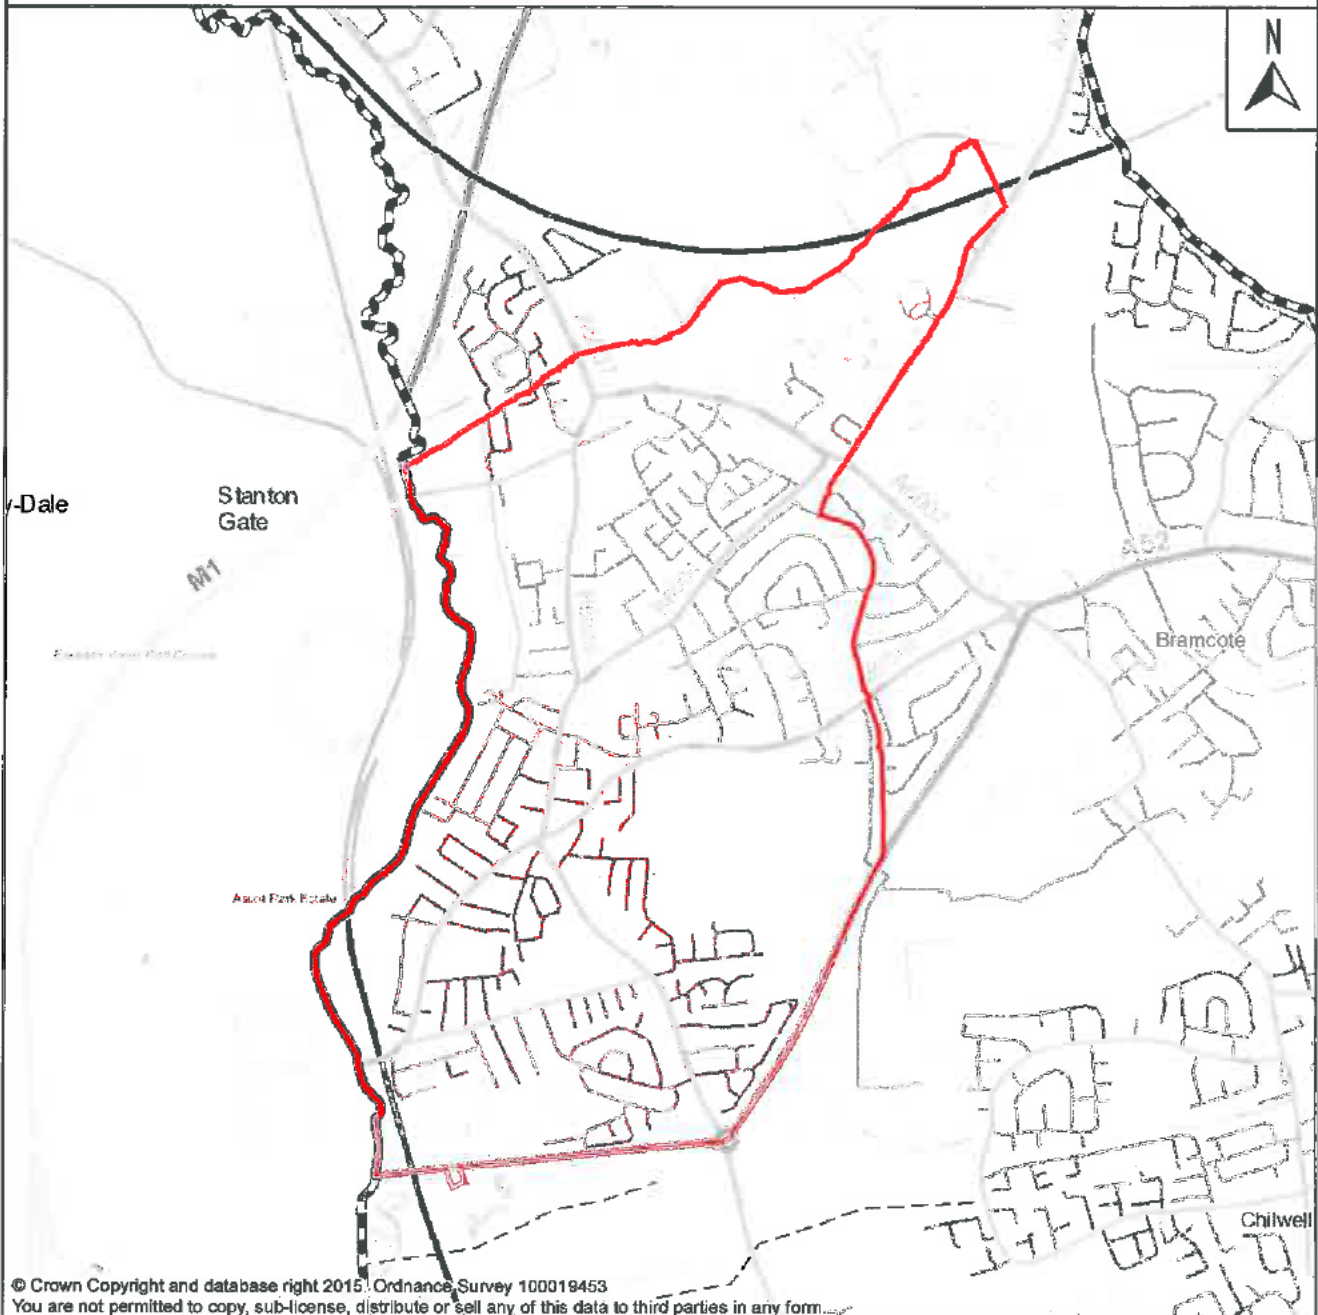 N
y-Dale
Stanton
Gate
M1
A52
Bramcote
Chilwell
© Crown Copyright and database right 2015. Ordnance Survey 100019453
You are not permitted to copy, sub-license, distribute or sell any of this data to third parties in any form.